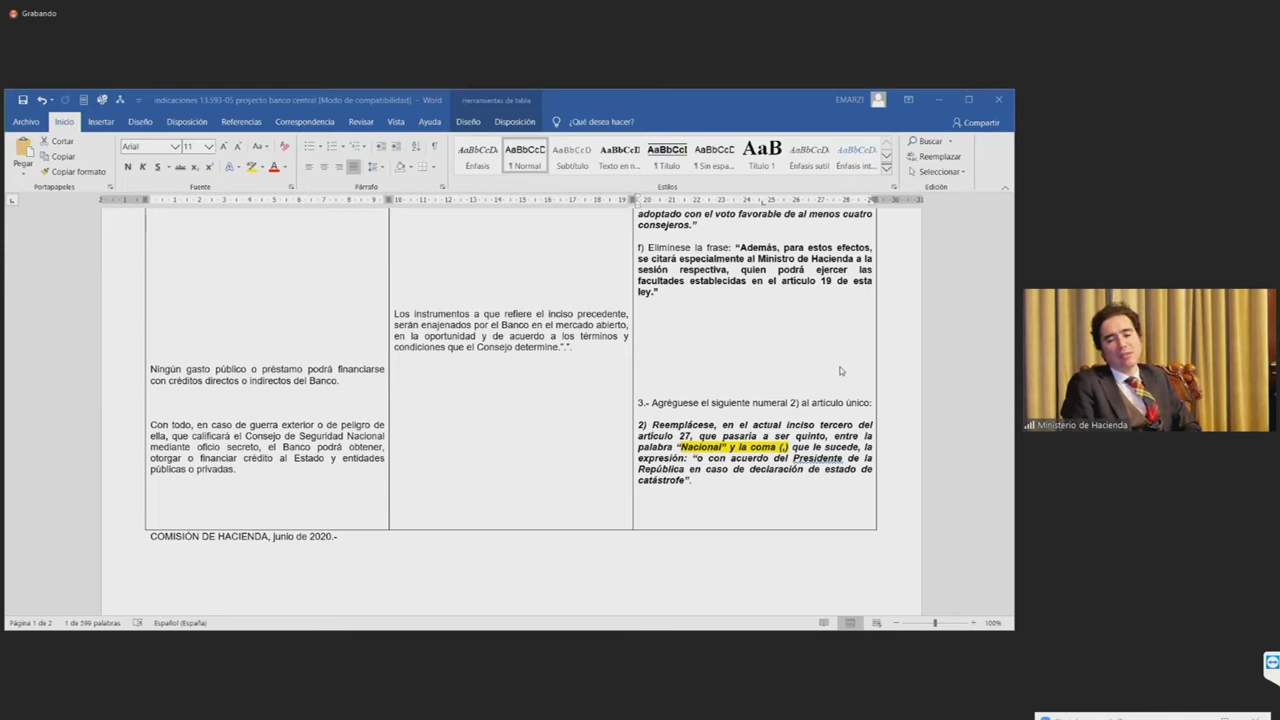 Grabando
indicaciones 13.593-05 proyecto banco central [Modo de compatibilidad] - Word
Herramientas de tabla
EMARZI
Archivo Inicio Insertar Diseño Disposición Referencias Correspondencia Revisar Vista Ayuda Diseño Disposición ¿Qué desea hacer? Compartir
Pegar
Cortar
Copiar
Copiar formato
Portapapeles
Arial 11
N K S abc x₂ x²
Fuente
Párrafo
AaBbCcD AaBbCcD AaBbCcD AaBbCcD AaBbCcD AaBbCcD AaB AaBbCcD AaBbCcD
Énfasis ¶ Normal Subtítulo Texto en n... ¶ Título ¶ Sin espa... Título 1 Énfasis sutil Énfasis int...
Estilos
Buscar
Reemplazar
Seleccionar
Edición
adoptado con el voto favorable de al menos cuatro
consejeros.”
f) Elimínese la frase: “Además, para estos efectos,
se citará especialmente al Ministro de Hacienda a la
sesión respectiva, quien podrá ejercer las
facultades establecidas en el artículo 19 de esta
ley.”
Los instrumentos a que refiere el inciso precedente,
serán enajenados por el Banco en el mercado abierto,
en la oportunidad y de acuerdo a los términos y
condiciones que el Consejo determine.”.”.
Ningún gasto público o préstamo podrá financiarse
con créditos directos o indirectos del Banco.
3.- Agréguese el siguiente numeral 2) al artículo único:
Con todo, en caso de guerra exterior o de peligro de
ella, que calificará el Consejo de Seguridad Nacional
mediante oficio secreto, el Banco podrá obtener,
otorgar o financiar crédito al Estado y entidades
públicas o privadas.
2) Reemplácese, en el actual inciso tercero del
artículo 27, que pasaría a ser quinto, entre la
palabra “Nacional” y la coma (,) que le sucede, la
expresión: “o con acuerdo del Presidente de la
República en caso de declaración de estado de
catástrofe”.
COMISIÓN DE HACIENDA, junio de 2020.-
Ministerio de Hacienda
Página 1 de 2 1 de 599 palabras Español (España) 100%